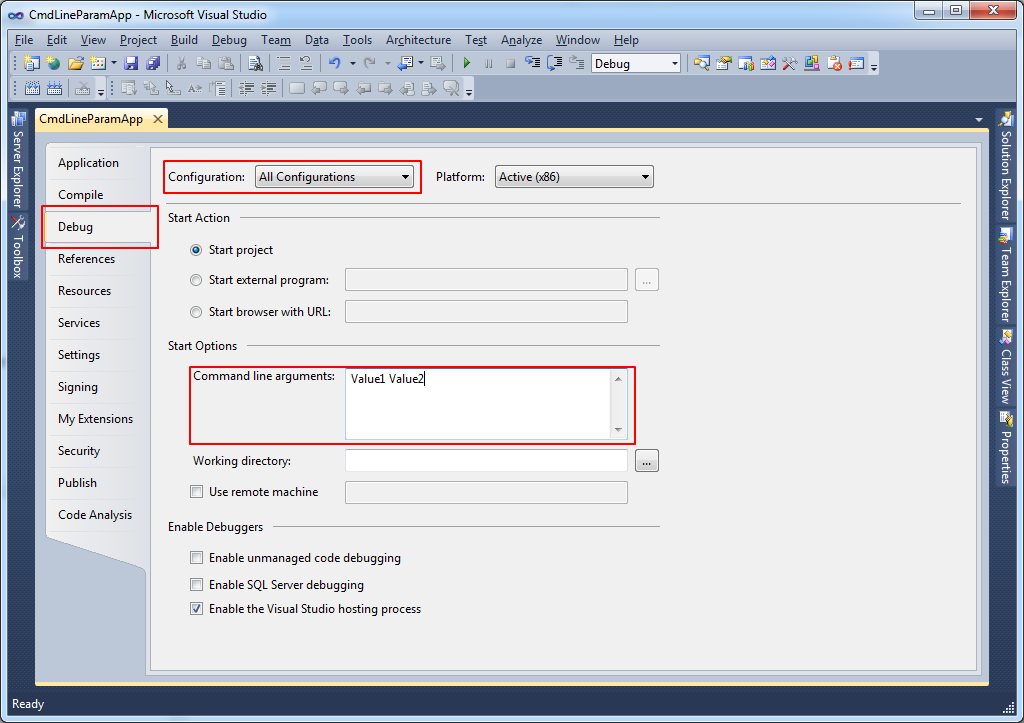 CmdLineParamApp - Microsoft Visual Studio
File Edit View Project Build Debug Team Data Tools Architecture Test Analyze Window Help
Debug
CmdLineParamApp
Server Explorer
Toolbox
Application
Compile
Debug
References
Resources
Services
Settings
Signing
My Extensions
Security
Publish
Code Analysis
Configuration: All Configurations Platform: Active (x86)
Start Action
Start project
Start external program: ...
Start browser with URL:
Start Options
Command line arguments: Value1 Value2
Working directory: ...
Use remote machine
Enable Debuggers
Enable unmanaged code debugging
Enable SQL Server debugging
Enable the Visual Studio hosting process
Solution Explorer
Team Explorer
Class View
Properties
Ready